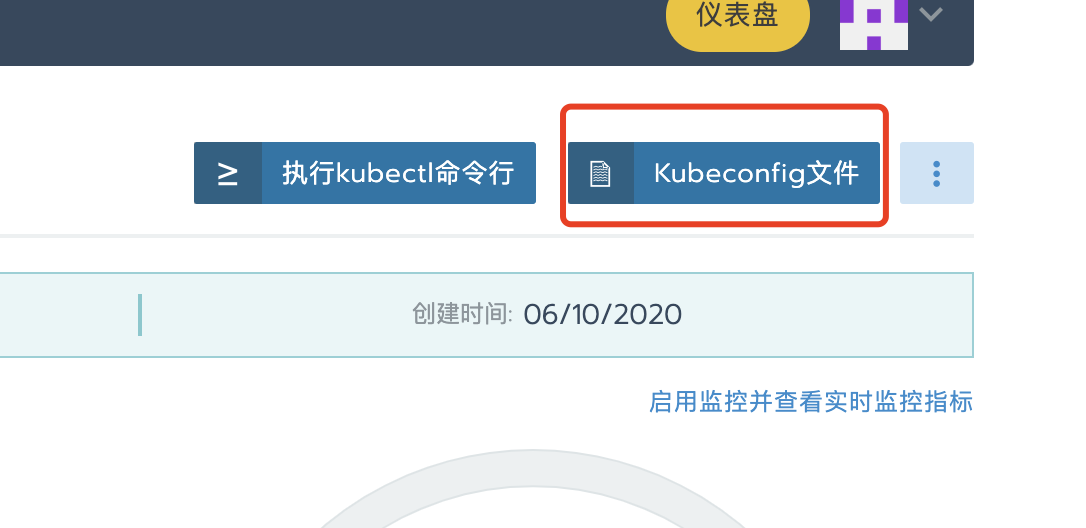 仪表盘
执行kubectl命令行
Kubeconfig文件
创建时间: 06/10/2020
启用监控并查看实时监控指标